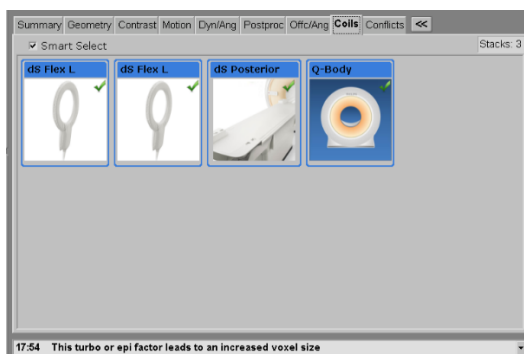 Summary Geometry Contrast Motion Dyn/Ang Postproc Offc/Ang Coils Conflicts <<
Smart Select Stacks: 3
dS Flex L dS Flex L dS Posterior Q-Body
17:54 This turbo or epi factor leads to an increased voxel size